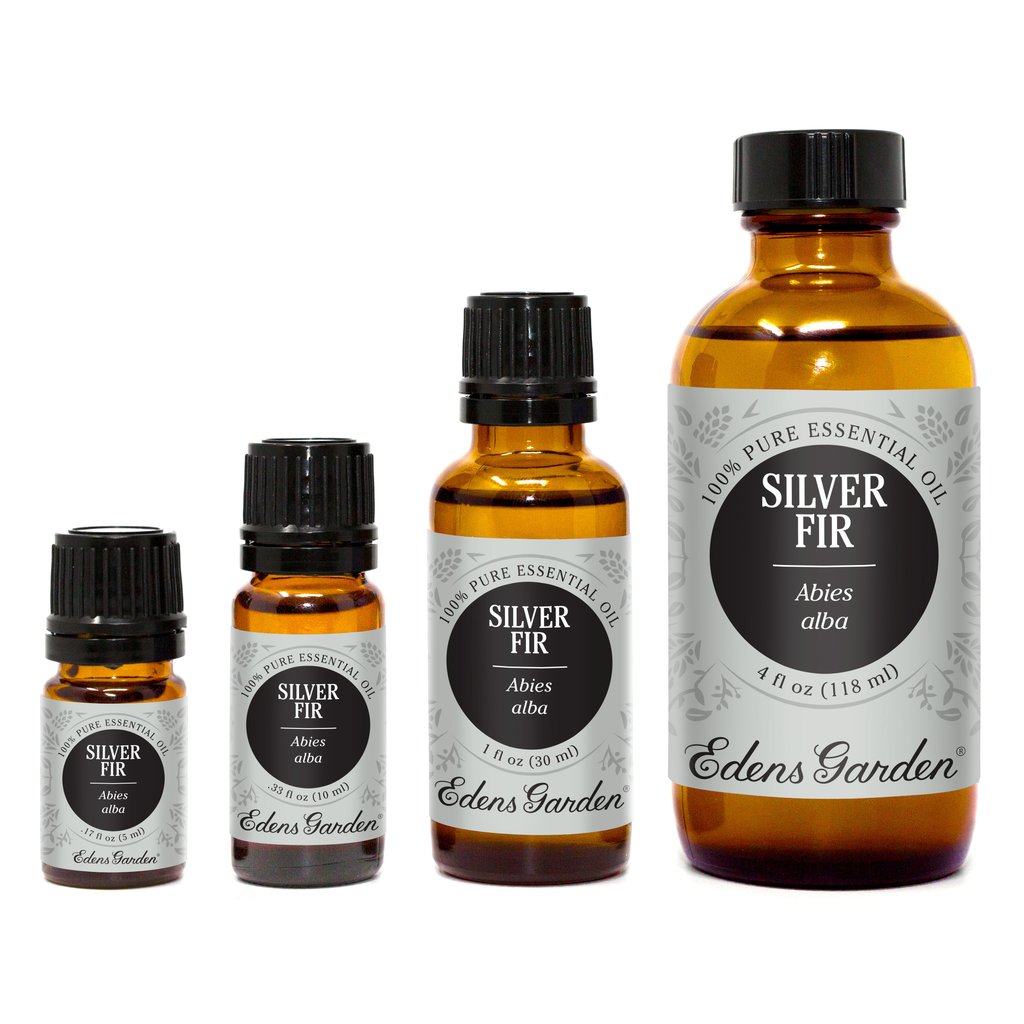 100% PURE ESSENTIAL OIL
SILVER
FIR
Abies
alba
.17 fl oz (5 ml)
Edens Garden®
100% PURE ESSENTIAL OIL
SILVER
FIR
Abies
alba
.33 fl oz (10 ml)
Edens Garden®
100% PURE ESSENTIAL OIL
SILVER
FIR
Abies
alba
1 fl oz (30 ml)
Edens Garden®
100% PURE ESSENTIAL OIL
SILVER
FIR
Abies
alba
4 fl oz (118 ml)
Edens Garden®